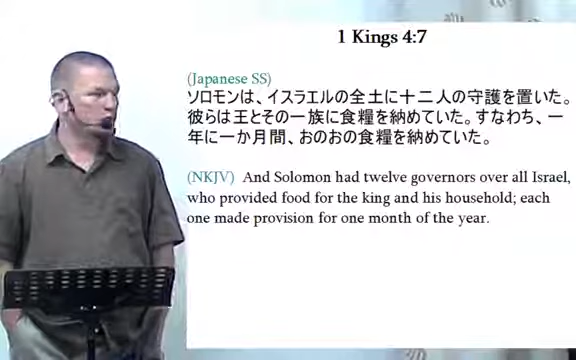 1 Kings 4:7
(Japanese SS)
ソロモンは、イスラエルの全土に十二人の守護を置いた。
彼らは王とその一族に食糧を納めていた。すなわち、一
年に一か月間、おのおの食糧を納めていた。
(NKJV) And Solomon had twelve governors over all Israel,
who provided food for the king and his household; each
one made provision for one month of the year.